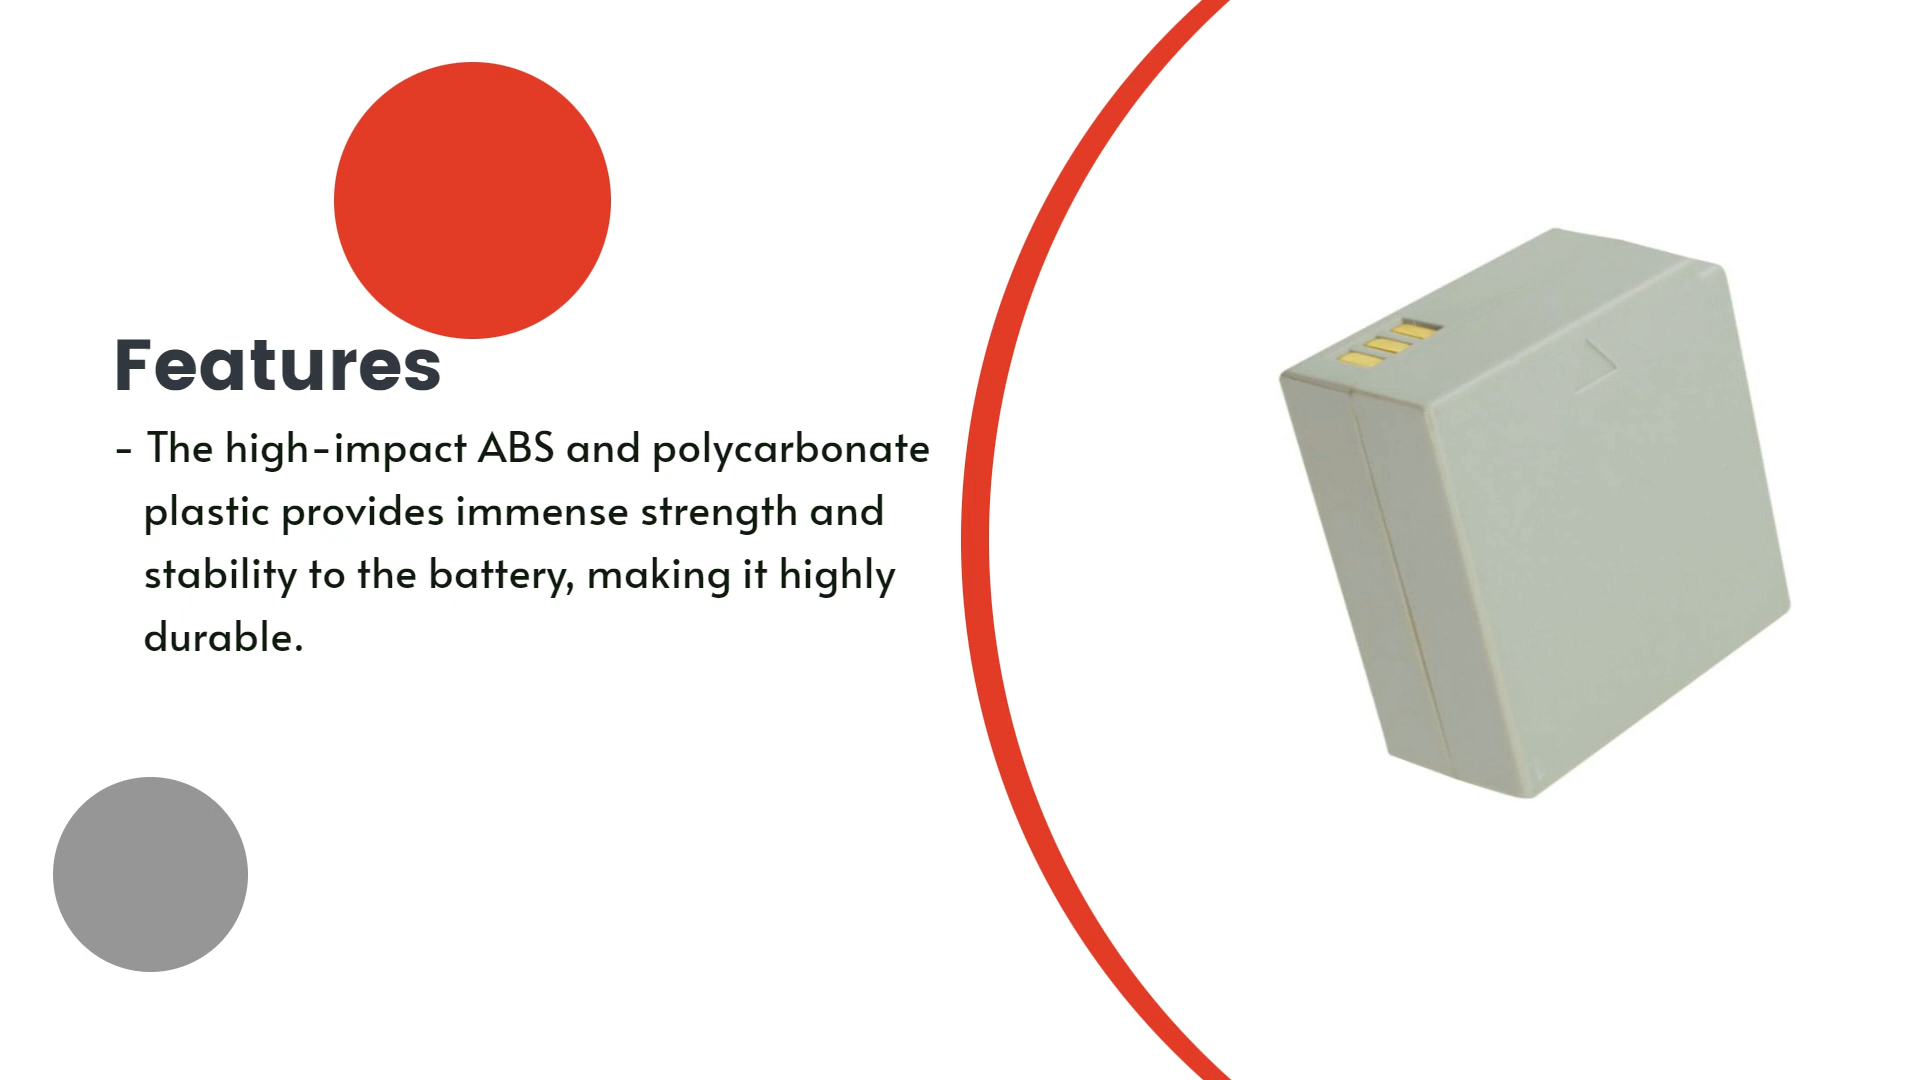 Features
- The high-impact ABS and polycarbonate
plastic provides immense strength and
stability to the battery, making it highly
durable.